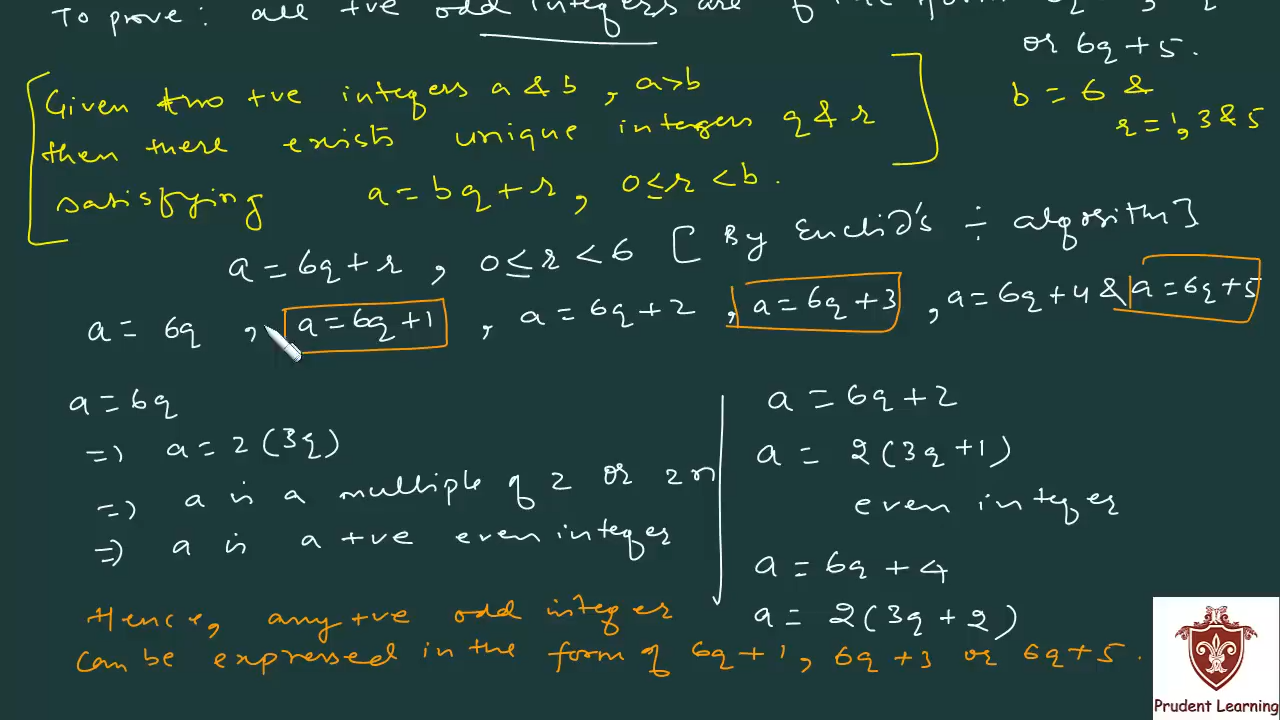 To prove: all +ve odd integers are of the form
or 6q + 5.
b = 6 &
r = 1, 3 & 5
Given two +ve integers a & b, a > b
then there exists unique integers q & r
satisfying a = bq + r, 0 ≤ r < b.
a = 6q + r, 0 ≤ r < 6 [By Euclid's ÷ algorithm]
a = 6q, a = 6q + 1, a = 6q + 2, a = 6q + 3, a = 6q + 4 & a = 6q + 5
a = 6q
=> a = 2 (3q)
=> a is a multiple of 2 or 2m
=> a is a +ve even integer
a = 6q + 2
a = 2(3q + 1)
even integer
a = 6q + 4
a = 2(3q + 2)
Hence, any +ve odd integer
can be expressed in the form of 6q + 1, 6q + 3 or 6q + 5.
Prudent Learning